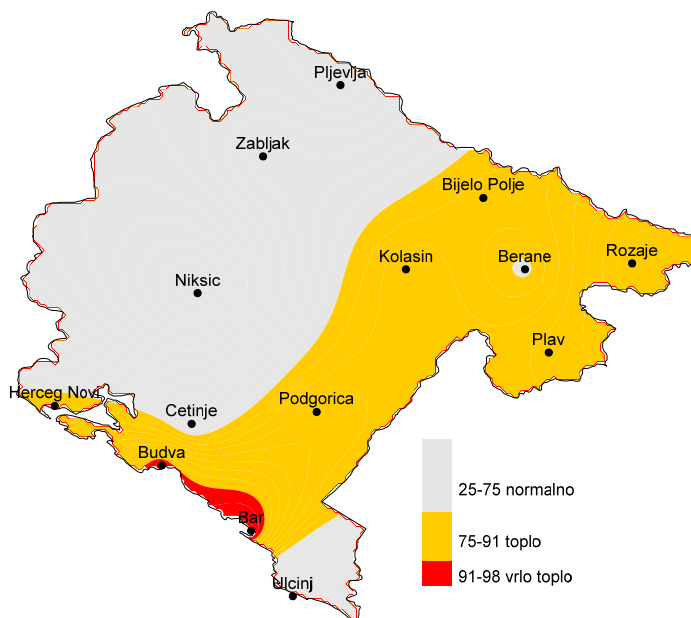 Pljevlja
Zabljak
Bijelo Polje
Kolasin
Berane
Rozaje
Niksic
Plav
Herceg Novi
Podgorica
Cetinje
Budva
Bar
Ulcinj
25-75 normalno
75-91 toplo
91-98 vrlo toplo